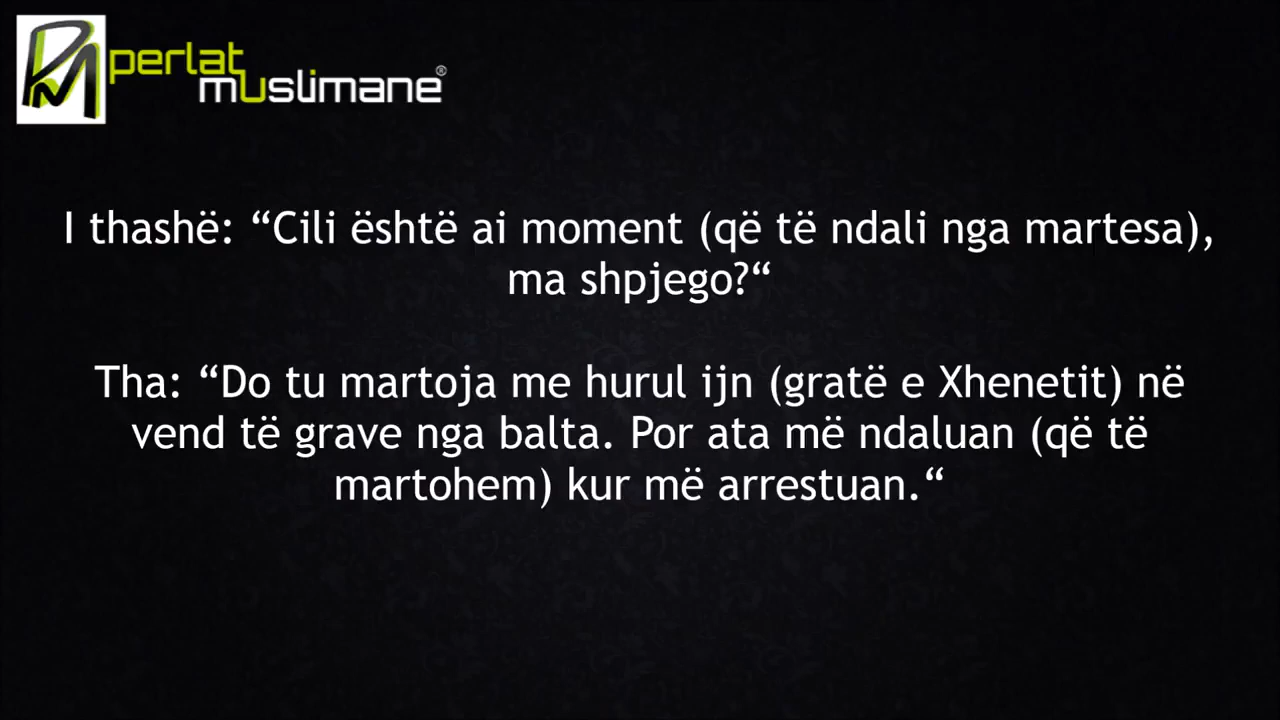 perlat
muslimane®
I thashë: “Cili është ai moment (që të ndali nga martesa),
ma shpjego?“
Tha: “Do tu martoja me hurul ijn (gratë e Xhenetit) në
vend të grave nga balta. Por ata më ndaluan (që të
martohem) kur më arrestuan.“